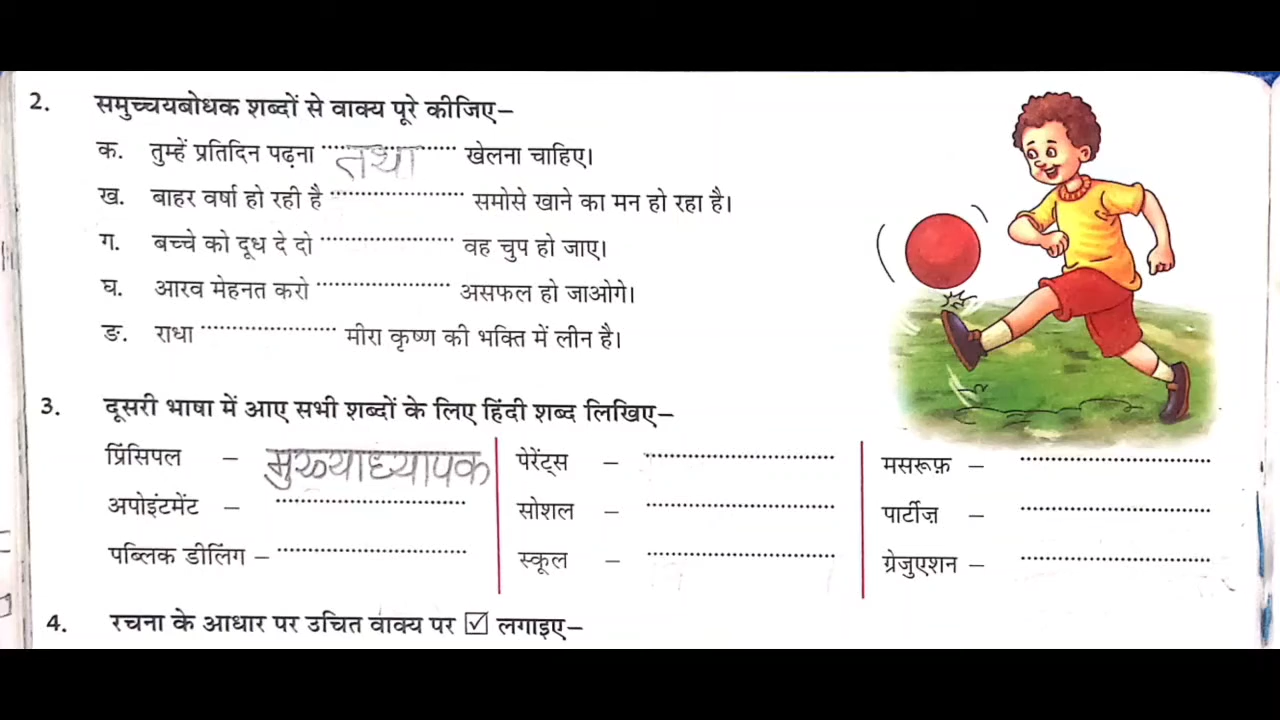 2. समुच्चयबोधक शब्दों से वाक्य पूरे कीजिए–
क. तुम्हें प्रतिदिन पढ़ना तथा खेलना चाहिए।
ख. बाहर वर्षा हो रही है .................... समोसे खाने का मन हो रहा है।
ग. बच्चे को दूध दे दो .................... वह चुप हो जाए।
घ. आरव मेहनत करो .................... असफल हो जाओगे।
ङ. राधा .................... मीरा कृष्ण की भक्ति में लीन है।
3. दूसरी भाषा में आए सभी शब्दों के लिए हिंदी शब्द लिखिए–
प्रिंसिपल – मुख्याध्यापक पेरेंट्स – .................... मसरूफ़ – ....................
अपोइंटमेंट – .................... सोशल – .................... पार्टीज़ – ....................
पब्लिक डीलिंग – .................... स्कूल – .................... ग्रेजुएशन – ....................
4. रचना के आधार पर उचित वाक्य पर ☑ लगाइए–